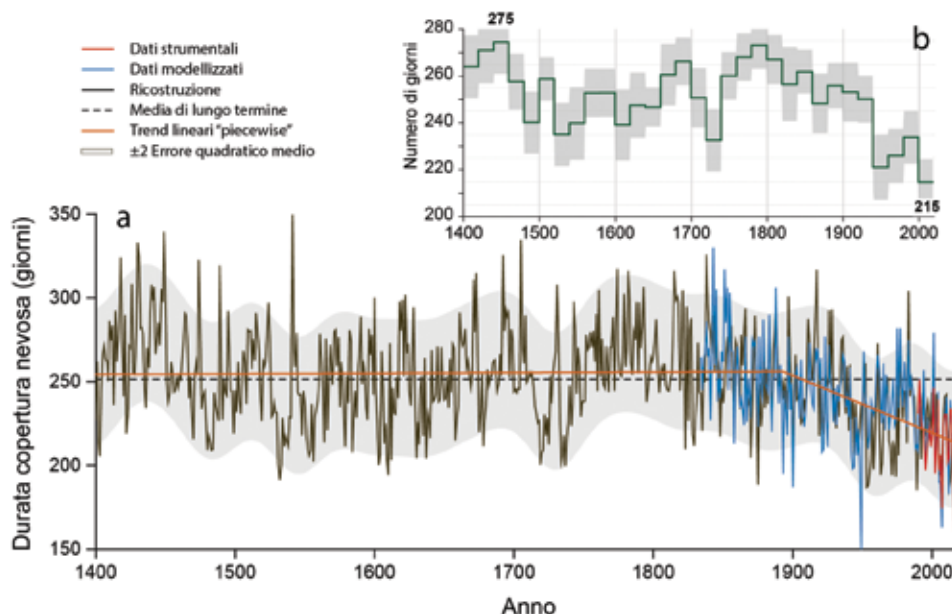 Dati strumentali
Dati modellizzati
Ricostruzione
Media di lungo termine
Trend lineari "piecewise"
±2 Errore quadratico medio
b
275
215
Numero di giorni
280
260
240
220
200
1400 1500 1600 1700 1800 1900 2000
a
Durata copertura nevosa (giorni)
350
300
250
200
150
1400 1500 1600 1700 1800 1900 2000
Anno